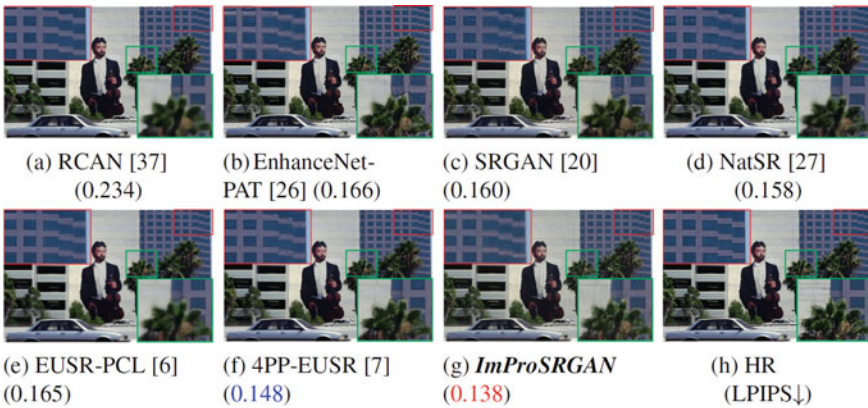 (a) RCAN [37]
(0.234)
(b) EnhanceNet-
PAT [26] (0.166)
(c) SRGAN [20]
(0.160)
(d) NatSR [27]
(0.158)
(e) EUSR-PCL [6]
(0.165)
(f) 4PP-EUSR [7]
(0.148)
(g) ImProSRGAN
(0.138)
(h) HR
(LPIPS↓)